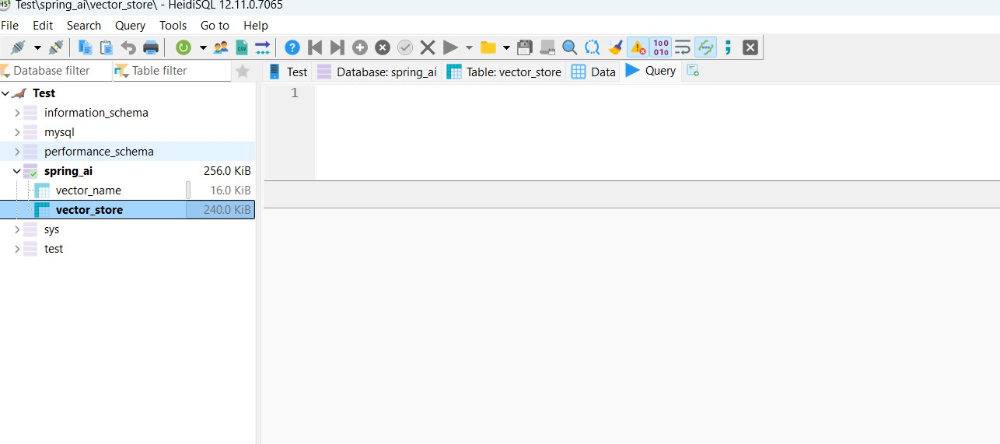 Test\spring_ai\vector_store\ - HeidiSQL 12.11.0.7065
File Edit Search Query Tools Go to Help
Database filter Table filter Test Database: spring_ai Table: vector_store Data Query
Test
information_schema
mysql
performance_schema
spring_ai 256.0 KiB
vector_name 16.0 KiB
vector_store 240.0 KiB
sys
test
1